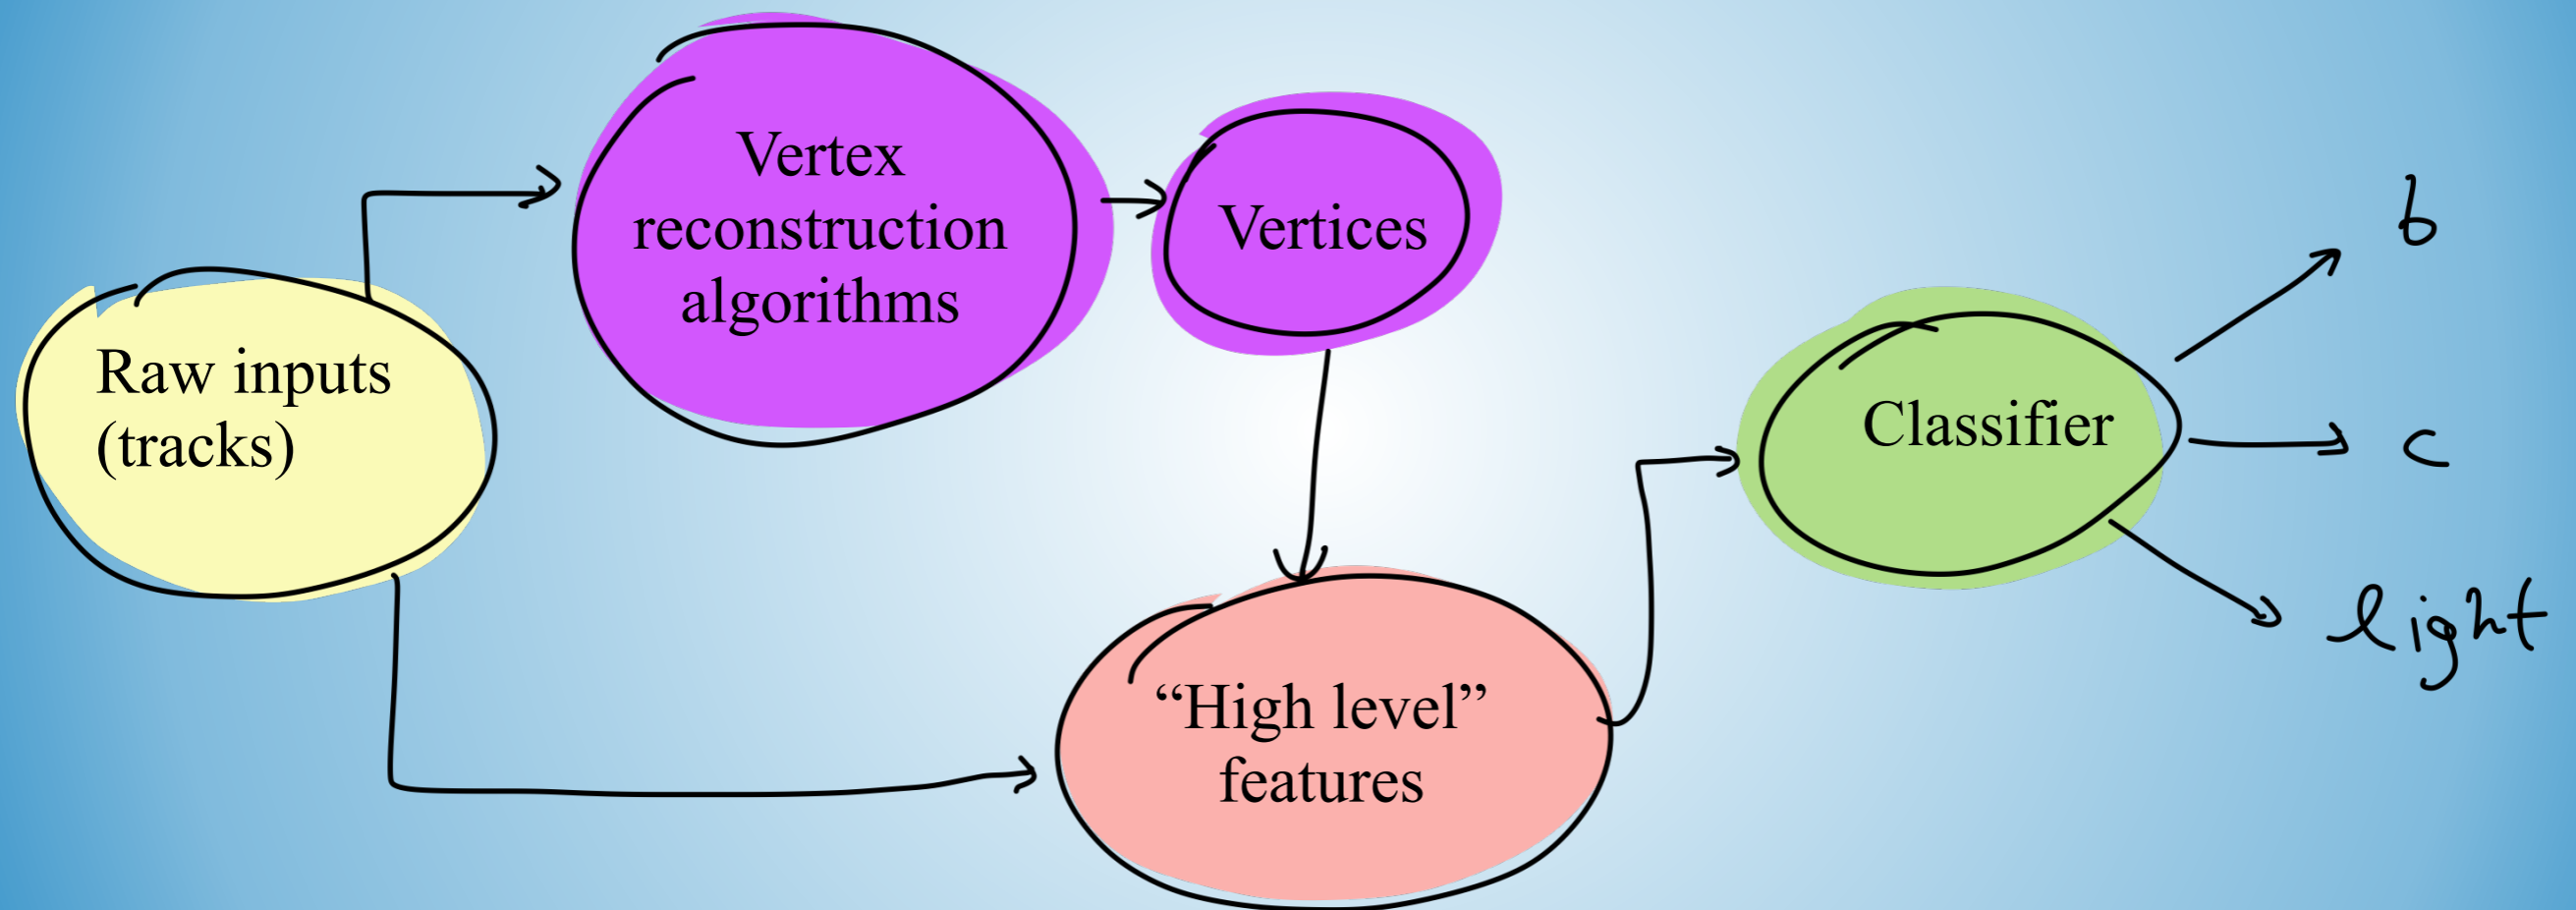 Vertex
reconstruction
algorithms
Vertices
Raw inputs
(tracks)
“High level”
features
Classifier
b
c
light